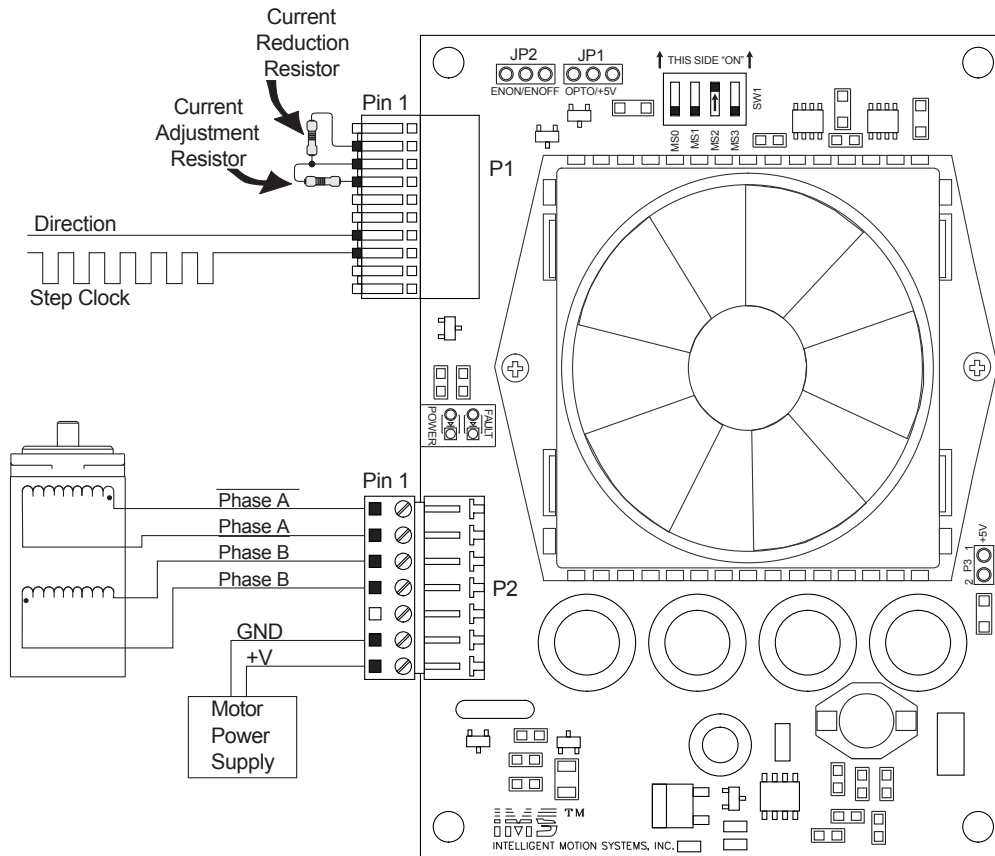 Current
Reduction
Resistor
Current
Adjustment
Resistor
Pin 1
P1
Direction
Step Clock
JP2
JP1
ENON/ENOFF
OPTO/+5V
THIS SIDE "ON"
SW1
MS0
MS1
MS2
MS3
POWER
FAULT
Pin 1
Phase A
Phase A
Phase B
Phase B
P2
GND
+V
Motor
Power
Supply
+5V
1
P3
2
IMS TM
INTELLIGENT MOTION SYSTEMS, INC.